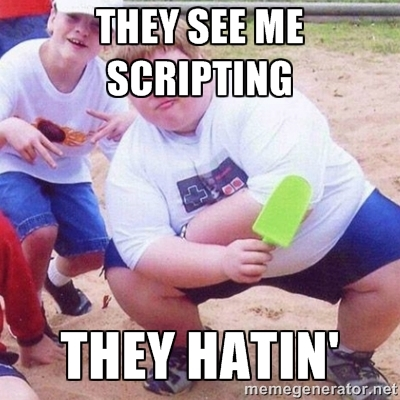 THEY SEE ME
SCRIPTING
THEY HATIN'
memegenerator.net